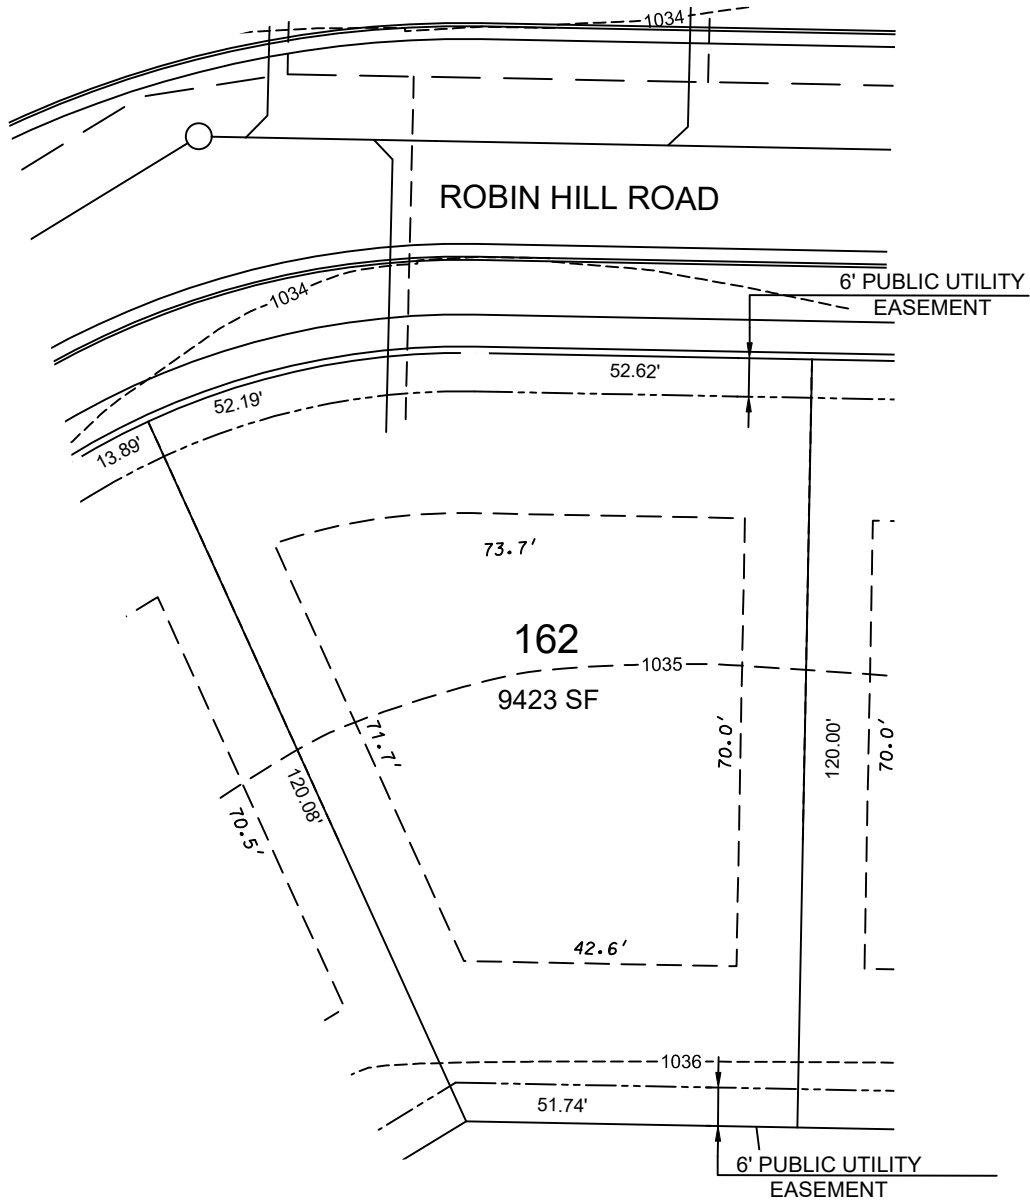 1034
ROBIN HILL ROAD
1034
6' PUBLIC UTILITY
EASEMENT
52.62'
52.19'
13.89'
73.7'
162
1035
9423 SF
71.7'
70.0'
120.00'
70.0'
120.08'
70.5'
42.6'
1036
51.74'
6' PUBLIC UTILITY
EASEMENT